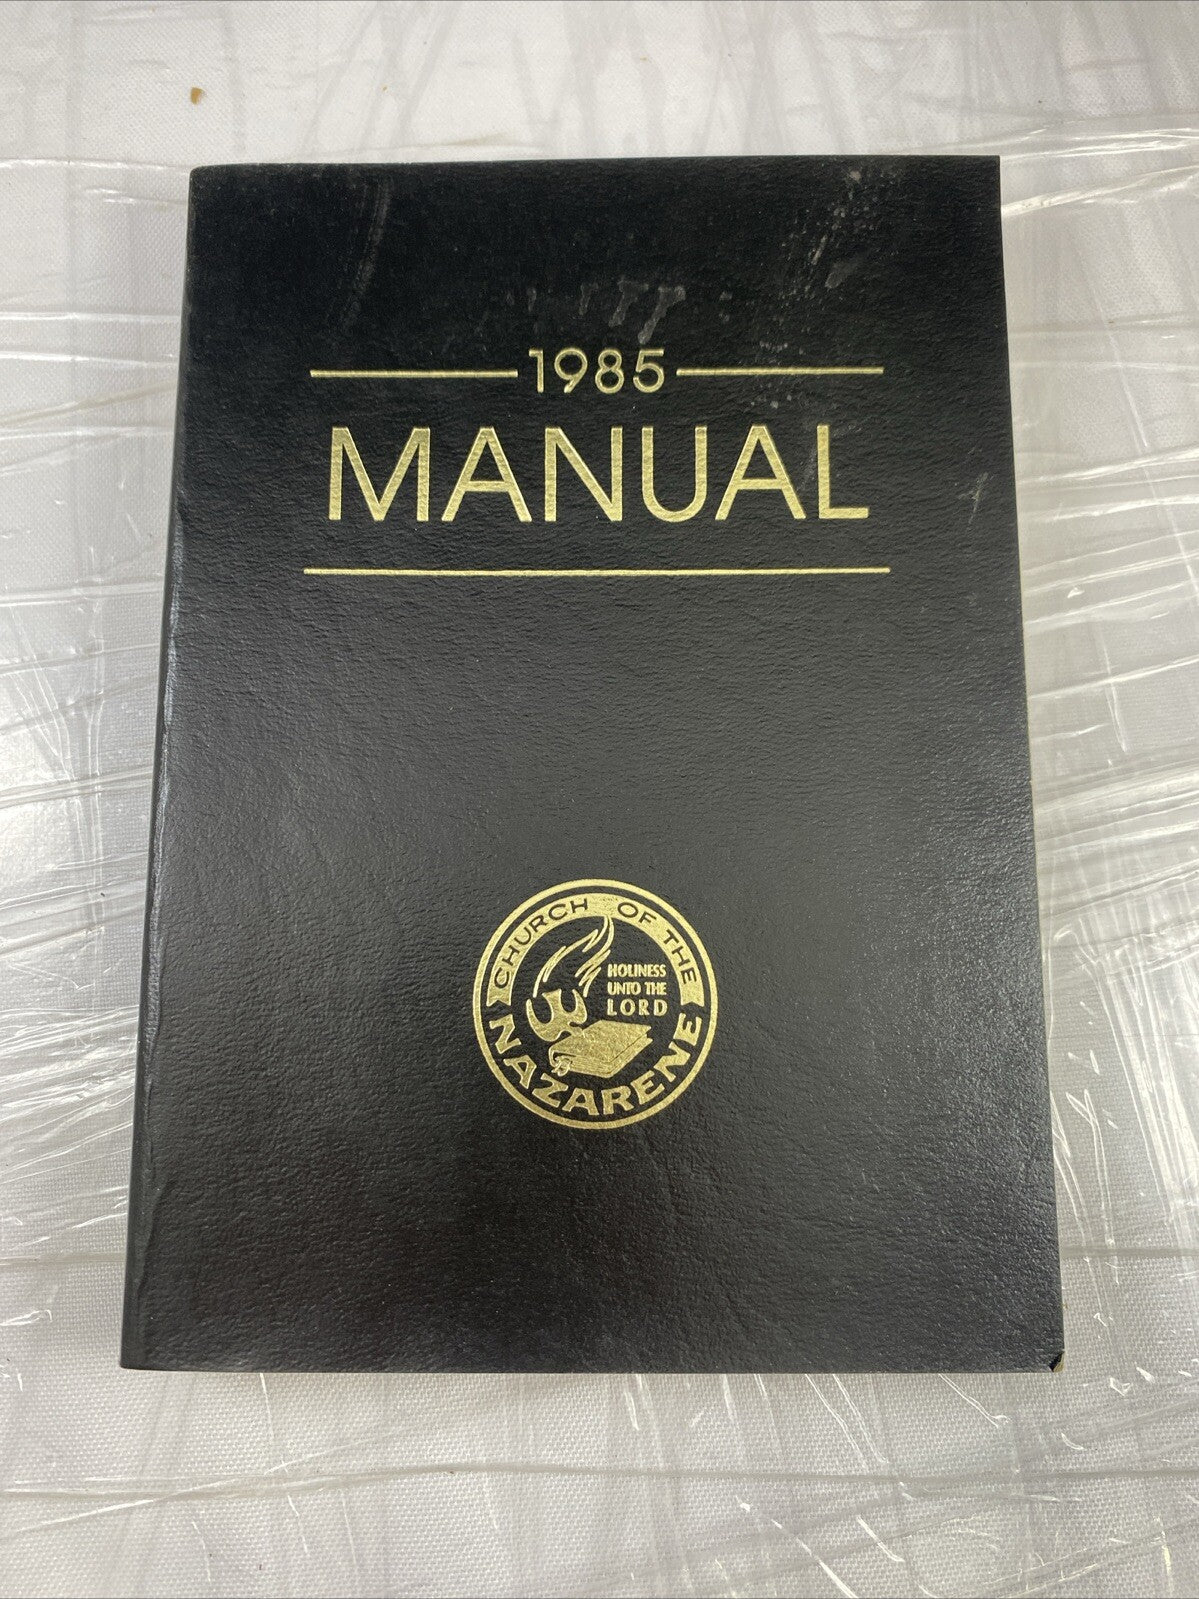 1985
MANUAL
CHURCH OF THE
HOLINESS
UNTO THE
LORD
NAZARENE